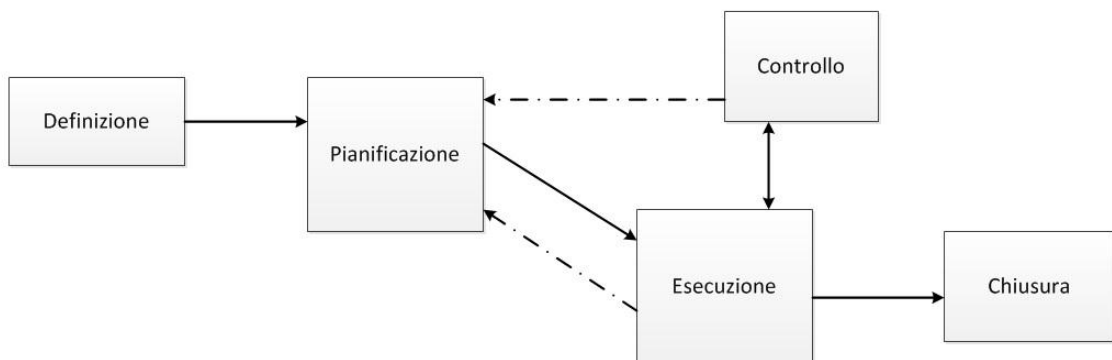 Definizione
Pianificazione
Controllo
Esecuzione
Chiusura